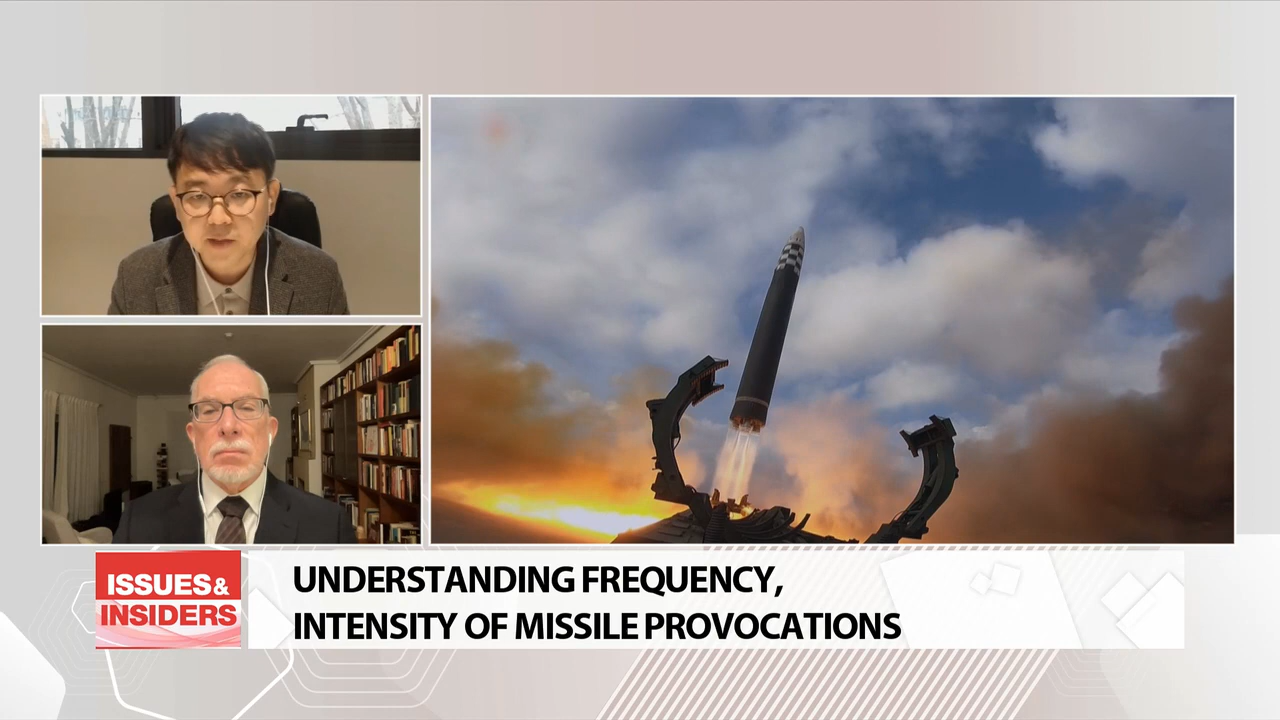 ISSUES&
INSIDERS
UNDERSTANDING FREQUENCY,
INTENSITY OF MISSILE PROVOCATIONS